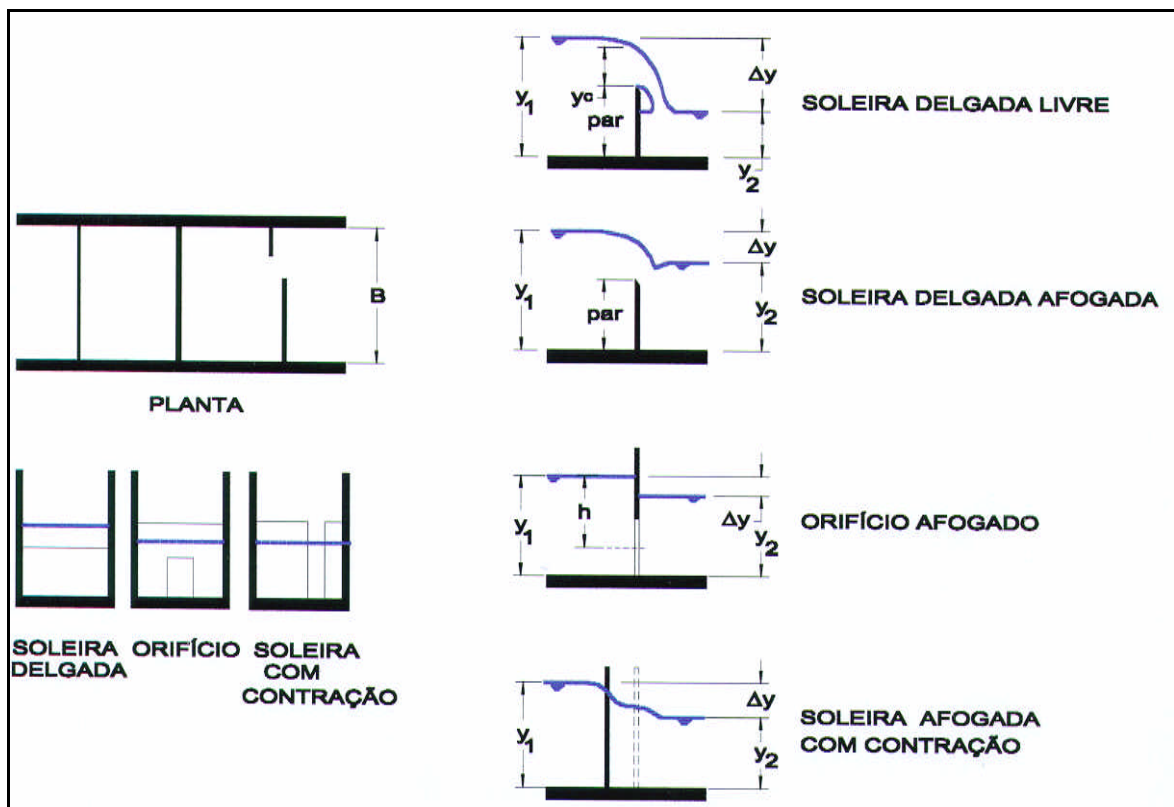 y1
yc
par
Δy
y2
SOLEIRA DELGADA LIVRE
B
PLANTA
y1
par
Δy
y2
SOLEIRA DELGADA AFOGADA
y1
h
Δy
y2
ORIFÍCIO AFOGADO
SOLEIRA
DELGADA
ORIFÍCIO
SOLEIRA
COM
CONTRAÇÃO
y1
Δy
y2
SOLEIRA AFOGADA
COM CONTRAÇÃO